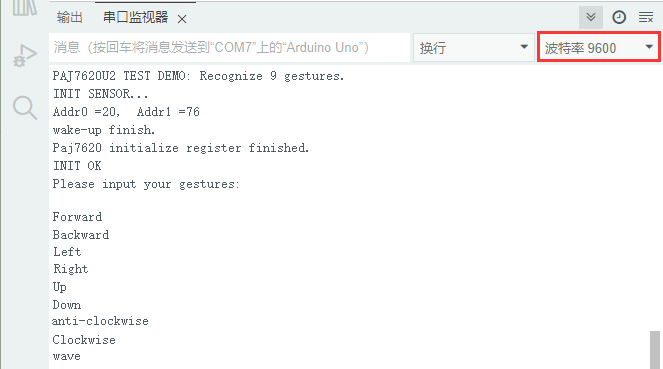 输出 串口监视器
消息（按回车将消息发送到“COM7”上的“Arduino Uno”） 换行 波特率 9600
PAJ7620U2 TEST DEMO: Recognize 9 gestures.
INIT SENSOR...
Addr0 =20, Addr1 =76
wake-up finish.
Paj7620 initialize register finished.
INIT OK
Please input your gestures:
Forward
Backward
Left
Right
Up
Down
anti-clockwise
Clockwise
wave